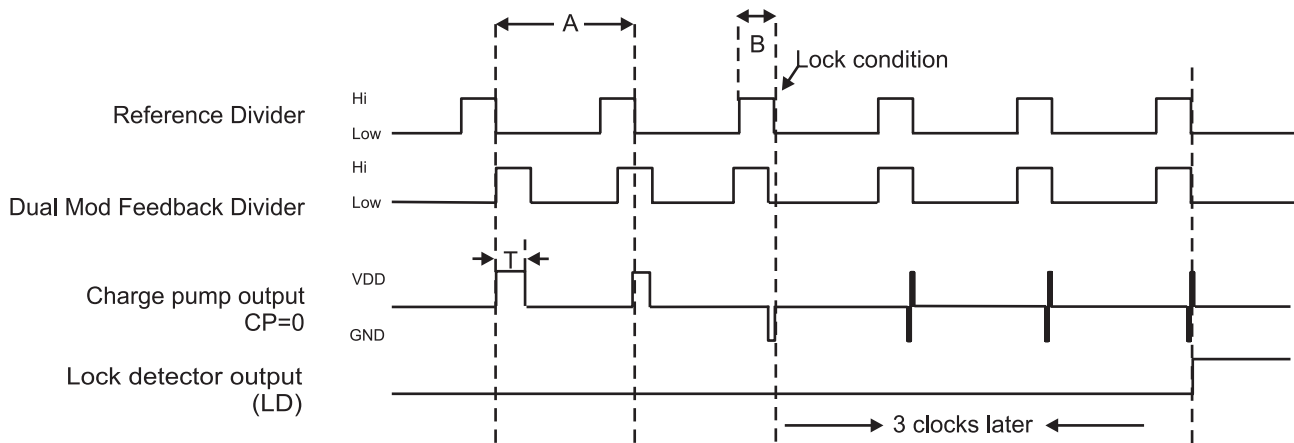 A
B
Lock condition
Reference Divider
Hi
Low
Dual Mod Feedback Divider
Hi
Low
T
Charge pump output
CP=0
VDD
GND
Lock detector output
(LD)
3 clocks later